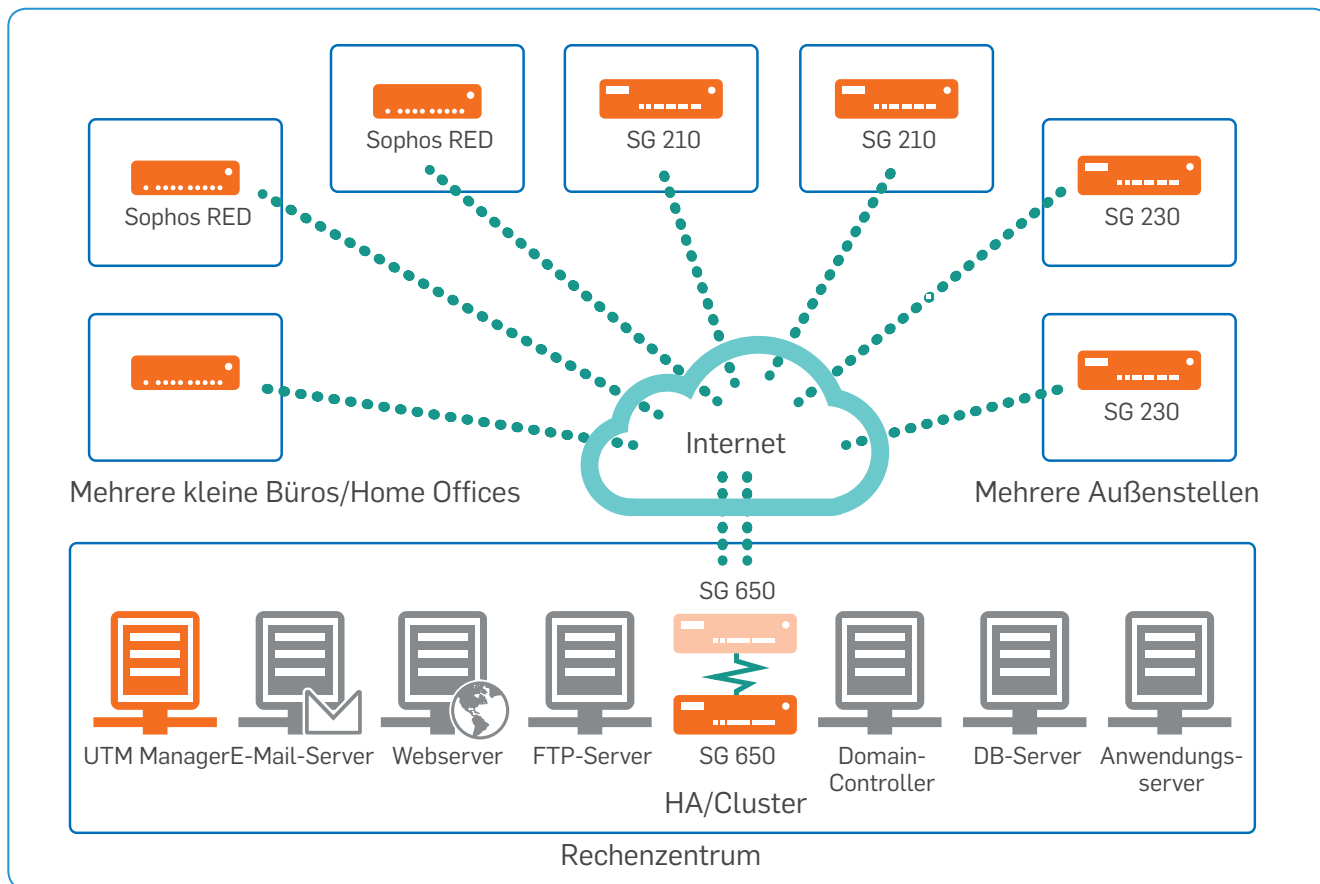 Sophos RED
SG 210
SG 210
Sophos RED
SG 230
SG 230
Internet
Mehrere kleine Büros/Home Offices
Mehrere Außenstellen
SG 650
UTM Manager
E-Mail-Server
Webserver
FTP-Server
SG 650
Domain-
Controller
DB-Server
Anwendungs-
server
HA/Cluster
Rechenzentrum